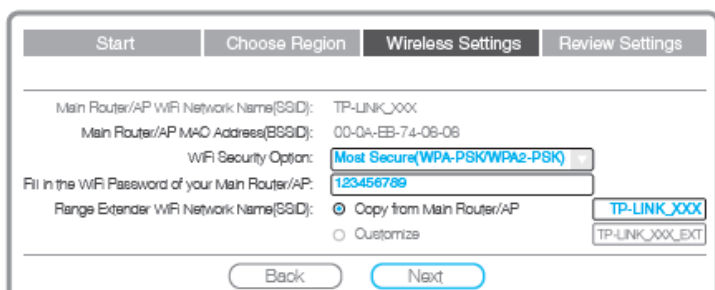 Start Choose Region Wireless Settings Review Settings
Main Router/AP WiFi Network Name(SSID): TP-LINK_XXX
Main Router/AP MAC Address(BSSID): 00-0A-EB-74-06-06
WiFi Security Option: Most Secure(WPA-PSK/WPA2-PSK)
Fill in the WiFi Password of your Main Router/AP: 123456789
Range Extender WiFi Network Name(SSID): Copy from Main Router/AP TP-LINK_XXX
Customize TP-LINK_XXX_EXT
Back Next